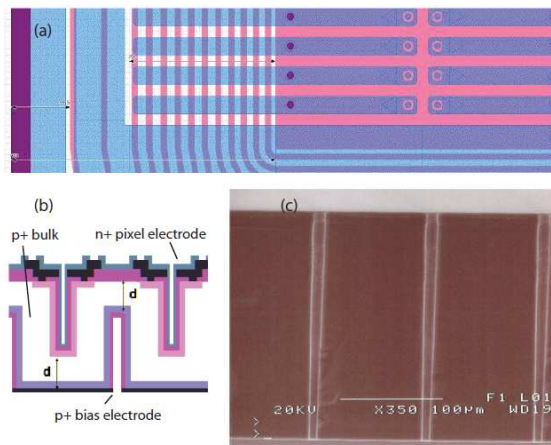 (a)
(b)
p+ bulk
n+ pixel electrode
d
d
p+ bias electrode
(c)
F1 L01
20KV X350 100µm WD19